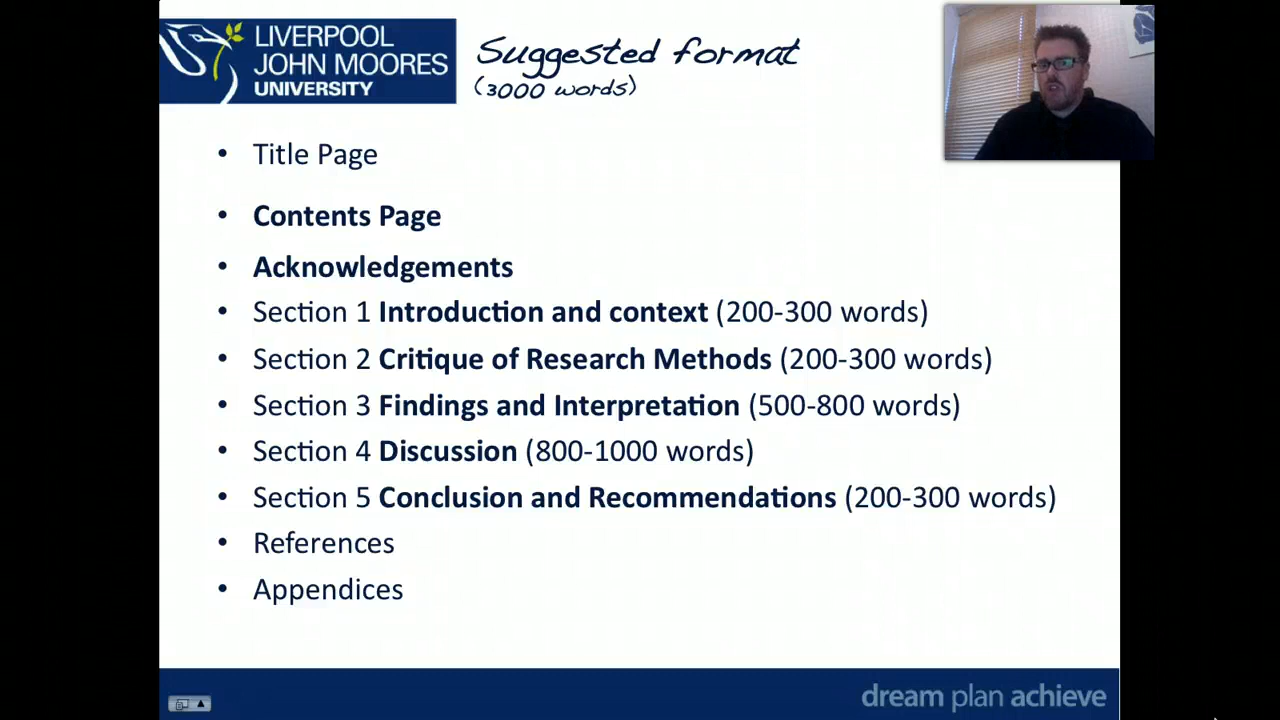 LIVERPOOL
JOHN MOORES
UNIVERSITY
Suggested format
(3000 words)
• Title Page
• Contents Page
• Acknowledgements
• Section 1 Introduction and context (200-300 words)
• Section 2 Critique of Research Methods (200-300 words)
• Section 3 Findings and Interpretation (500-800 words)
• Section 4 Discussion (800-1000 words)
• Section 5 Conclusion and Recommendations (200-300 words)
• References
• Appendices
dream plan achieve